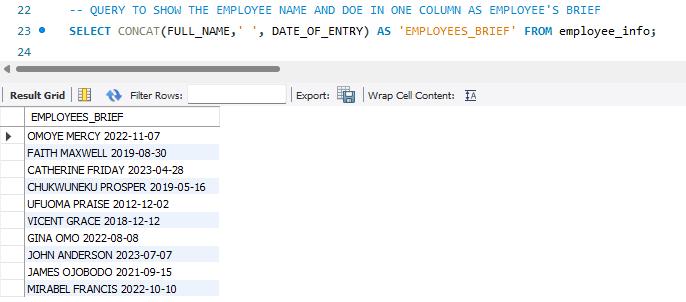 22 -- QUERY TO SHOW THE EMPLOYEE NAME AND DOE IN ONE COLUMN AS EMPLOYEE'S BRIEF
23 SELECT CONCAT(FULL_NAME,' ', DATE_OF_ENTRY) AS 'EMPLOYEES_BRIEF' FROM employee_info;
24
Result Grid Filter Rows: Export: Wrap Cell Content: IA
EMPLOYEES_BRIEF
OMOYE MERCY 2022-11-07
FAITH MAXWELL 2019-08-30
CATHERINE FRIDAY 2023-04-28
CHUKWUNEKU PROSPER 2019-05-16
UFUOMA PRAISE 2012-12-02
VICENT GRACE 2018-12-12
GINA OMO 2022-08-08
JOHN ANDERSON 2023-07-07
JAMES OJOBODO 2021-09-15
MIRABEL FRANCIS 2022-10-10